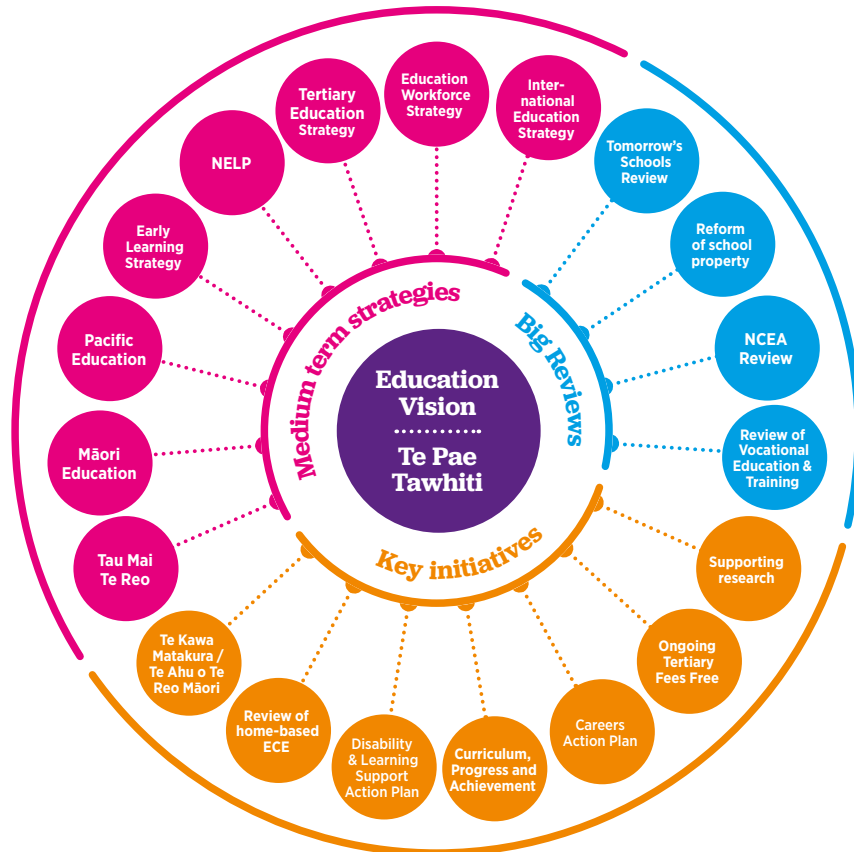 Education
Vision
Te Pae
Tawhiti
Medium term strategies
Tau Mai
Te Reo
Māori
Education
Pacific
Education
Early
Learning
Strategy
NELP
Tertiary
Education
Strategy
Education
Workforce
Strategy
Inter-
national
Education
Strategy
Big Reviews
Tomorrow's
Schools
Review
Reform
of school
property
NCEA
Review
Review of
Vocational
Education &
Training
Key initiatives
Supporting
research
Ongoing
Tertiary
Fees Free
Careers
Action Plan
Curriculum,
Progress and
Achievement
Disability
& Learning
Support
Action Plan
Review of
home-based
ECE
Te Kawa
Matakura /
Te Ahu o Te
Reo Māori